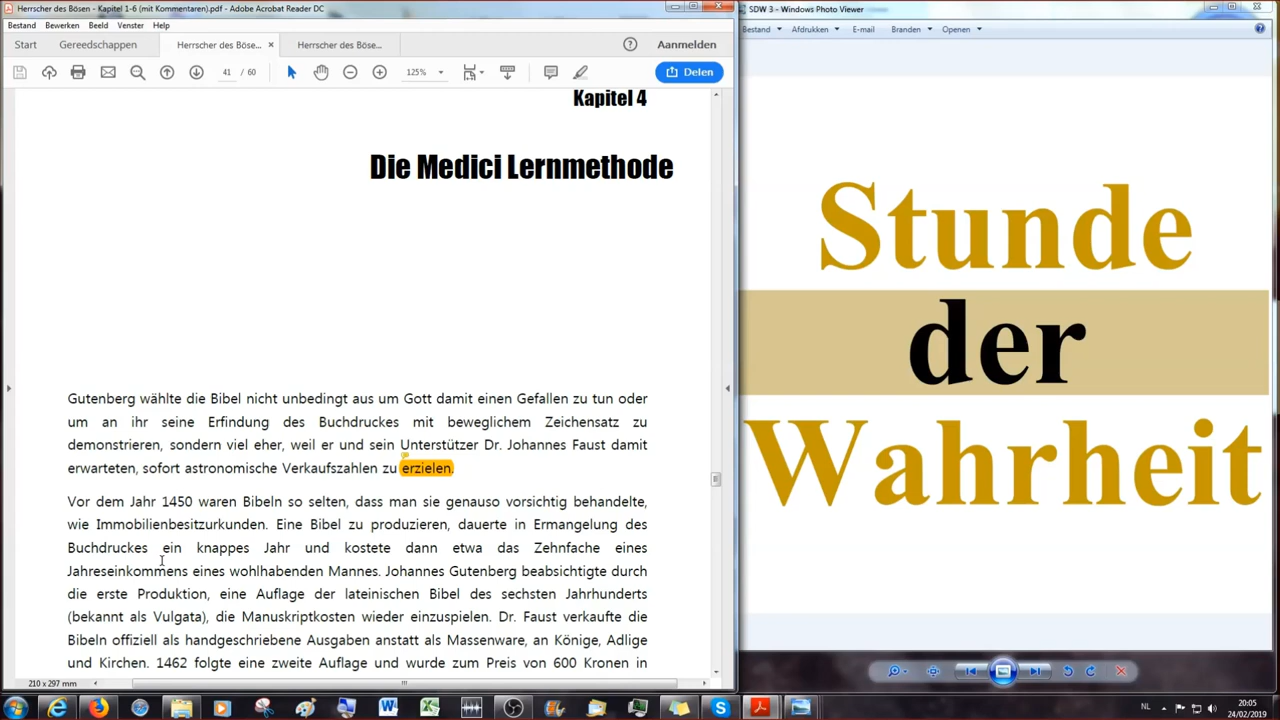 Herrscher des Bösen - Kapitel 1-6 (mit Kommentaren).pdf - Adobe Acrobat Reader DC
Bestand Bewerken Beeld Venster Help
Start Gereedschappen Herrscher des Böse... × Herrscher des Böse... Aanmelden
41 / 60 125% Delen
Kapitel 4
Die Medici Lernmethode
Gutenberg wählte die Bibel nicht unbedingt aus um Gott damit einen Gefallen zu tun oder
um an ihr seine Erfindung des Buchdruckes mit beweglichem Zeichensatz zu
demonstrieren, sondern viel eher, weil er und sein Unterstützer Dr. Johannes Faust damit
erwarteten, sofort astronomische Verkaufszahlen zu erzielen.
Vor dem Jahr 1450 waren Bibeln so selten, dass man sie genauso vorsichtig behandelte,
wie Immobilienbesitzurkunden. Eine Bibel zu produzieren, dauerte in Ermangelung des
Buchdruckes ein knappes Jahr und kostete dann etwa das Zehnfache eines
Jahreseinkommens eines wohlhabenden Mannes. Johannes Gutenberg beabsichtigte durch
die erste Produktion, eine Auflage der lateinischen Bibel des sechsten Jahrhunderts
(bekannt als Vulgata), die Manuskriptkosten wieder einzuspielen. Dr. Faust verkaufte die
Bibeln offiziell als handgeschriebene Ausgaben anstatt als Massenware, an Könige, Adlige
und Kirchen. 1462 folgte eine zweite Auflage und wurde zum Preis von 600 Kronen in
210 x 297 mm
SDW 3 - Windows Photo Viewer
Bestand Afdrukken E-mail Branden Openen
Stunde
der
Wahrheit
NL 20:05
24/02/2019